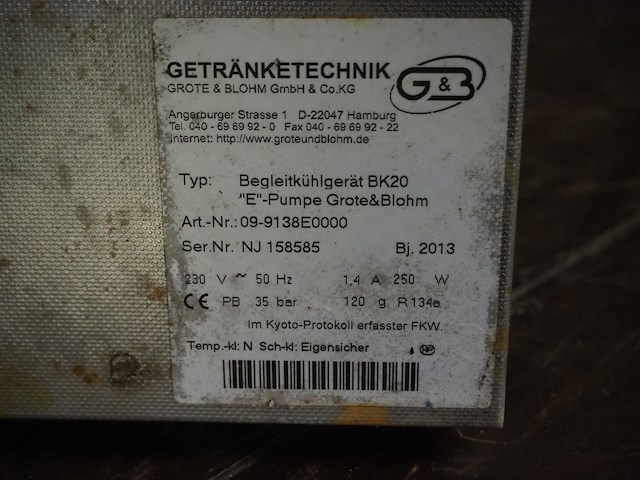 GETRÄNKETECHNIK
GROTE & BLOHM GmbH & Co.KG
G&B
Angerburger Strasse 1 D-22047 Hamburg
Tel. 040 - 69 69 92 - 0 Fax 040 - 69 69 92 - 22
Internet: http://www.groteundblohm.de
Typ: Begleitkühlgerät BK20
"E"-Pumpe Grote&Blohm
Art.-Nr.: 09-9138E0000
Ser.Nr. NJ 158585 Bj. 2013
230 V ~ 50 Hz 1,4 A 250 W
CE PB 35 bar 120 g R134a
Im Kyoto-Protokoll erfasster FKW.
Temp.-kl: N Sch-kl: Eigensicher